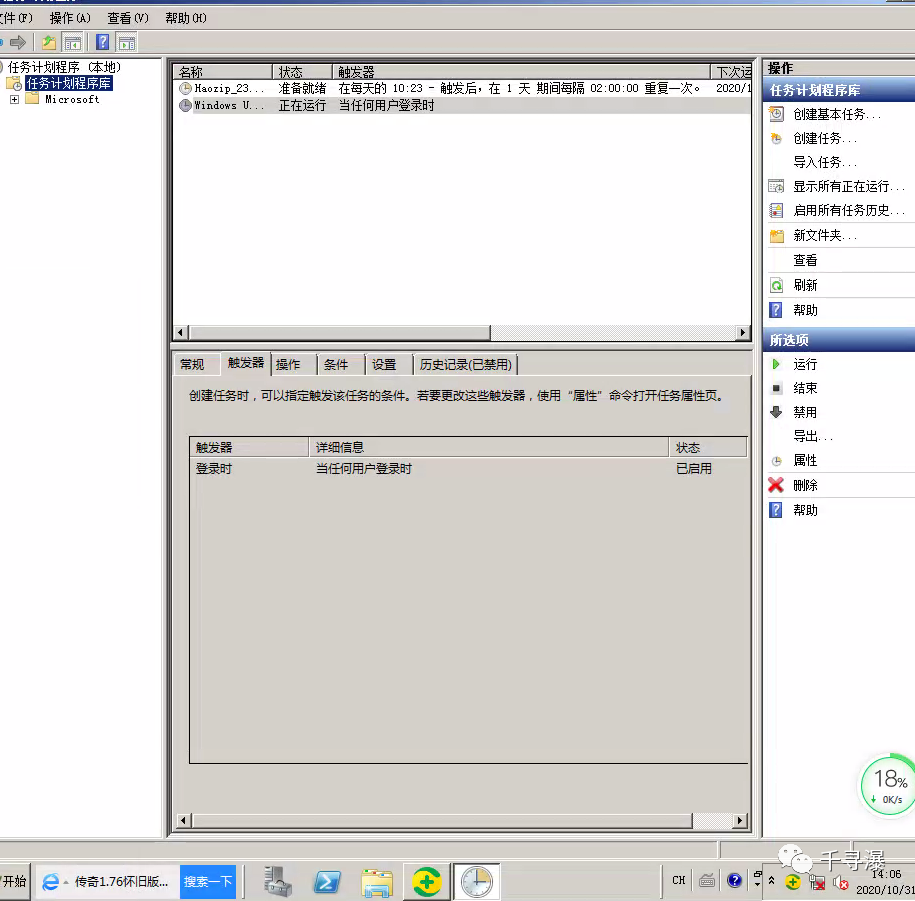 文件(F) 操作(A) 查看(V) 帮助(H)
任务计划程序 (本地)
任务计划程序库
Microsoft
名称 状态 触发器 下次运
Haozip_23... 准备就绪 在每天的 10:23 - 触发后，在 1 天 期间每隔 02:00:00 重复一次。 2020/1
Windows U... 正在运行 当任何用户登录时
常规 触发器 操作 条件 设置 历史记录(已禁用)
创建任务时，可以指定触发该任务的条件。若要更改这些触发器，使用“属性”命令打开任务属性页。
触发器 详细信息 状态
登录时 当任何用户登录时 已启用
操作
任务计划程序库
创建基本任务...
创建任务...
导入任务...
显示所有正在运行...
启用所有任务历史...
新文件夹...
查看
刷新
帮助
所选项
运行
结束
禁用
导出...
属性
删除
帮助
18%
0K/s
千寻瀑
开始 传奇1.76怀旧版... 搜索一下 CH 14:06
2020/10/31